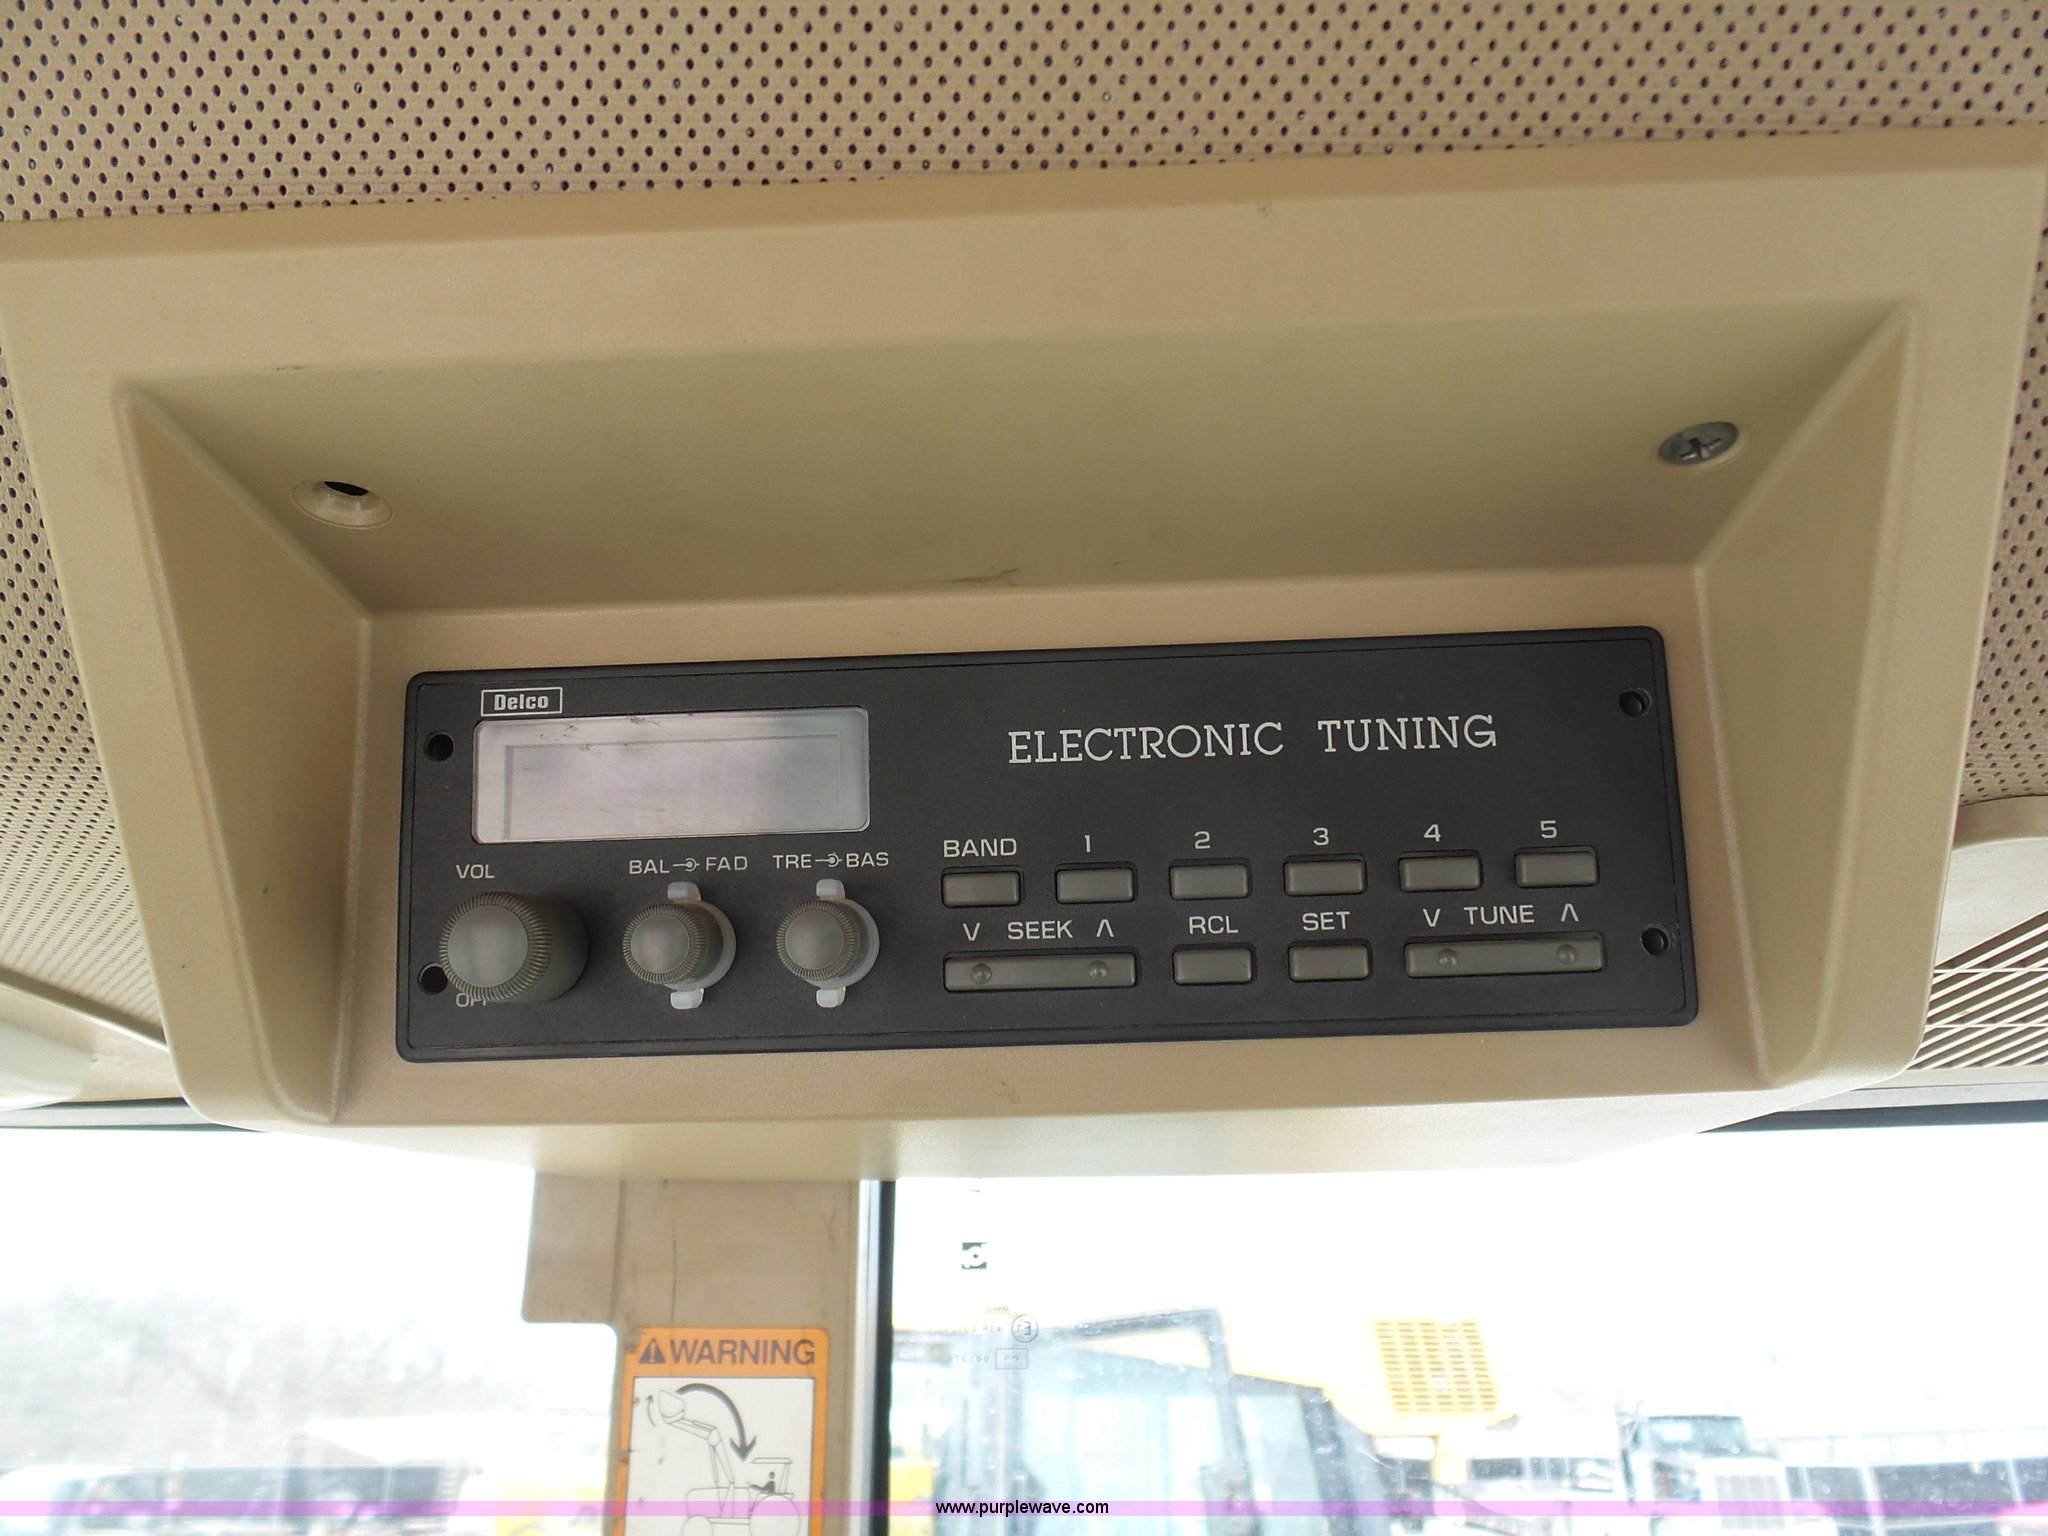 Delco
ELECTRONIC TUNING
VOL
BAL FAD
TRE BAS
BAND 1 2 3 4 5
V SEEK Λ RCL SET V TUNE Λ
OFF
WARNING
www.purplewave.com